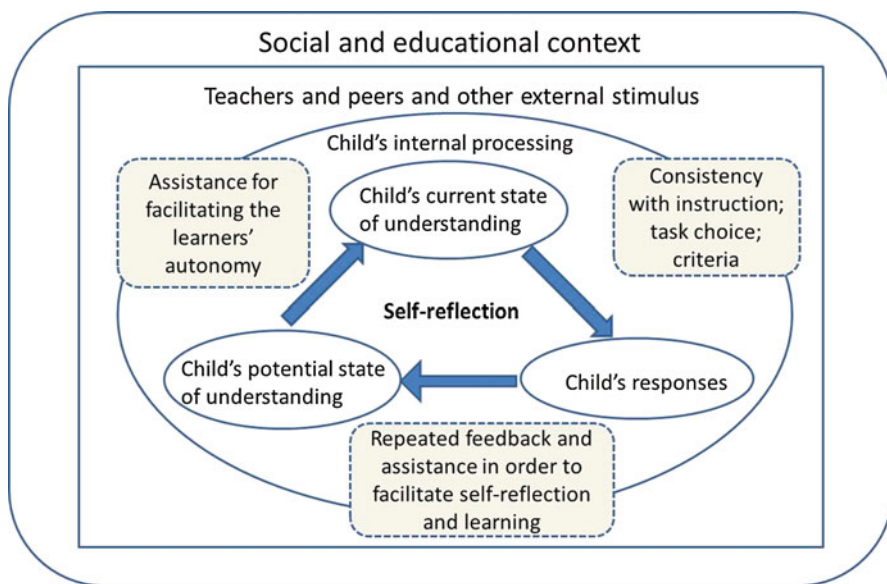 Social and educational context
Teachers and peers and other external stimulus
Child's internal processing
Assistance for
facilitating the
learners'
autonomy
Child's current state
of understanding
Consistency
with instruction;
task choice;
criteria
Self-reflection
Child's potential state
of understanding
Child's responses
Repeated feedback and
assistance in order to
facilitate self-reflection
and learning